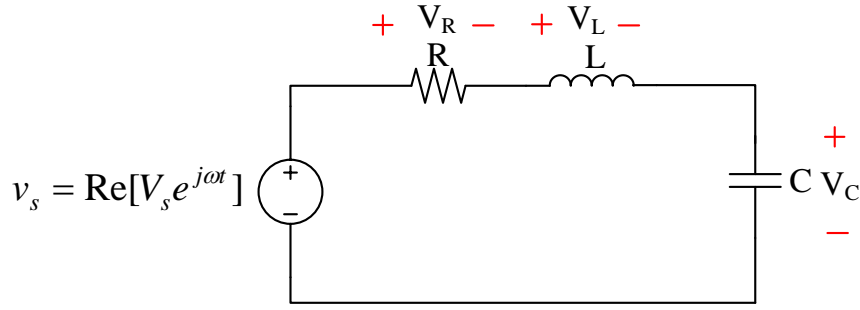 + V_R − + V_L −
R L
+
v_s = Re[V_s e^{jωt}] + − C V_C
−